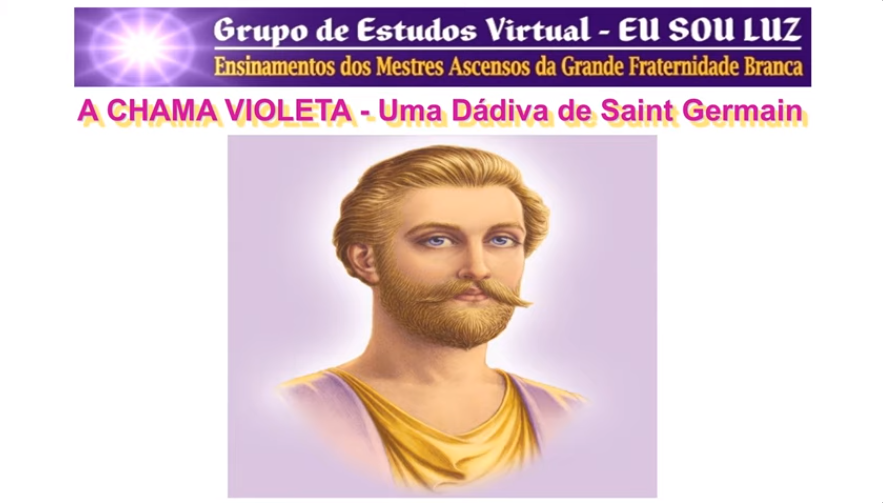 Grupo de Estudos Virtual - EU SOU LUZ
Ensinamentos dos Mestres Ascensos da Grande Fraternidade Branca
A CHAMA VIOLETA - Uma Dádiva de Saint Germain